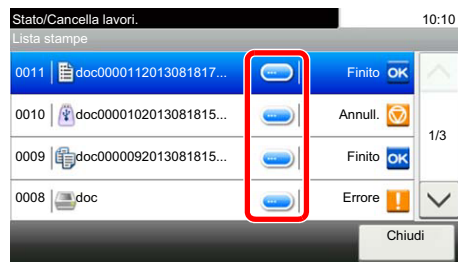 Stato/Cancella lavori. 10:10
Lista stampe
0011 doc0000112013081817... Finito OK
0010 doc0000102013081815... Annull.
1/3
0009 doc0000092013081815... Finito OK
0008 doc Errore
Chiudi